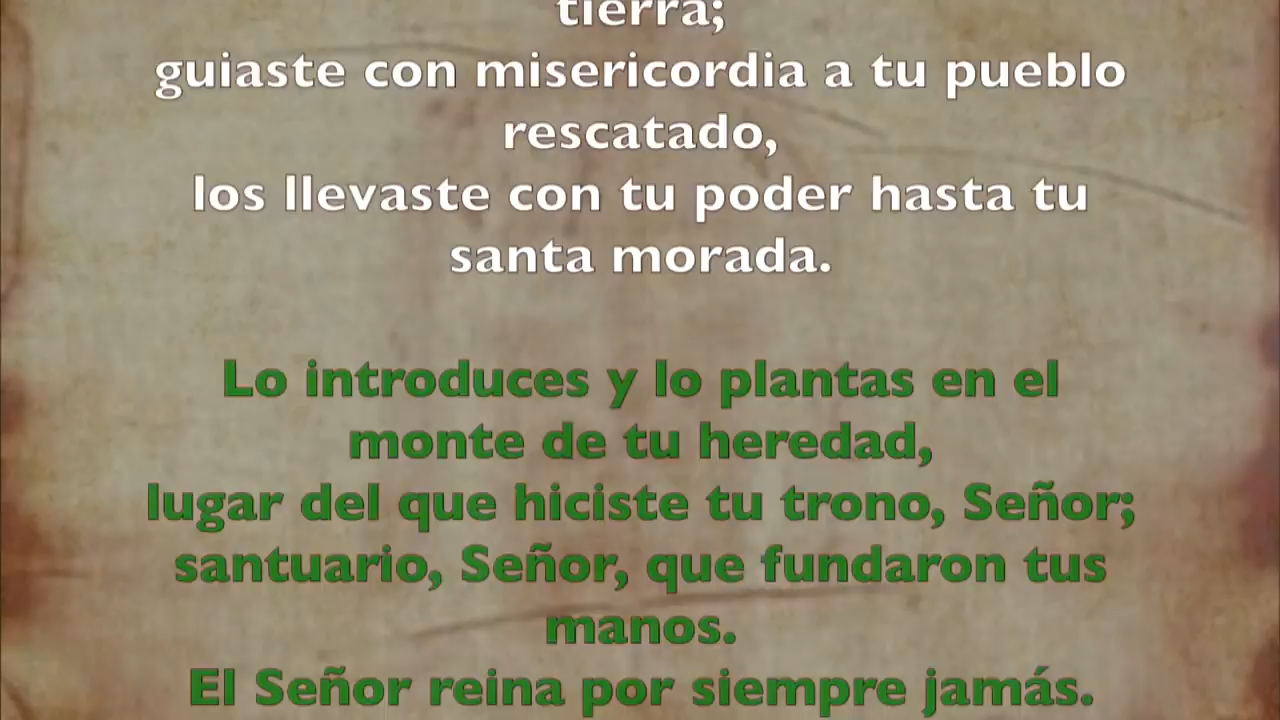 tierra;
guiaste con misericordia a tu pueblo
rescatado,
los llevaste con tu poder hasta tu
santa morada.
Lo introduces y lo plantas en el
monte de tu heredad,
lugar del que hiciste tu trono, Señor;
santuario, Señor, que fundaron tus
manos.
El Señor reina por siempre jamás.